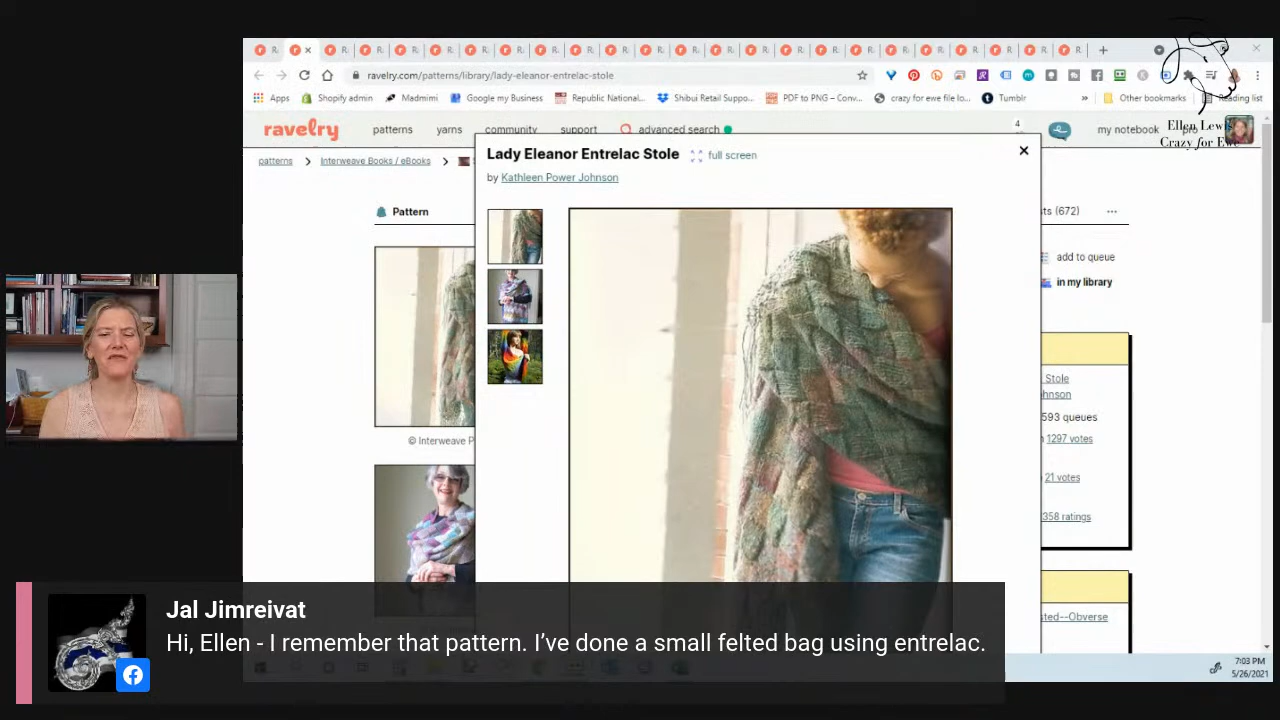 ravelry.com/patterns/library/lady-eleanor-entrelac-stole
Apps
Shopify admin
Madmimi
Google my Business
Republic National...
Shibui Retail Suppo...
PDF to PNG – Conv...
crazy for ewe file lo...
Tumblr
»
Other bookmarks
Reading list
ravelry
patterns
yarns
community
support
advanced search
4
my notebook
pro
Ellen Lewis
Crazy for Ewe
patterns
Interweave Books / eBooks
Lady Eleanor Entrelac Stole
full screen
by Kathleen Power Johnson
Pattern
(672)
add to queue
in my library
Stole
593 queues
1297 votes
21 votes
358 ratings
© Interweave P
Jal Jimreivat
Hi, Ellen - I remember that pattern. I've done a small felted bag using entrelac.
7:03 PM
5/26/2021